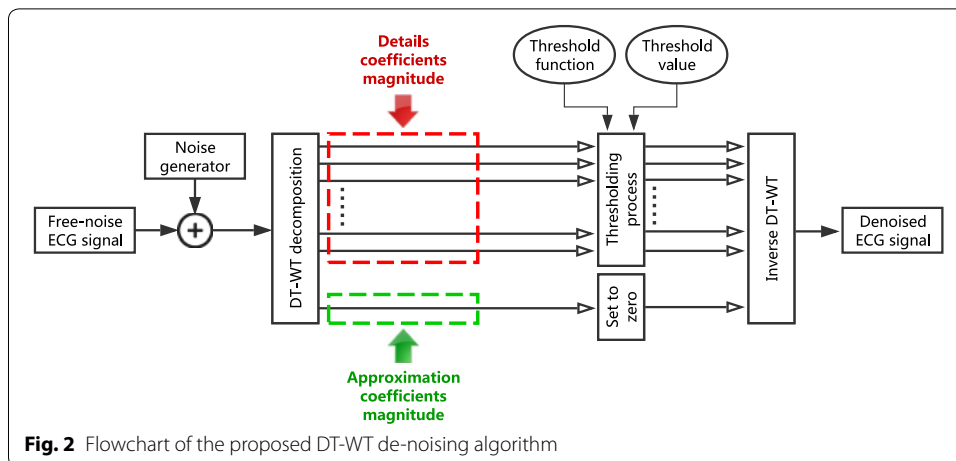 Details
coefficients
magnitude
Threshold
function
Threshold
value
Noise
generator
Free-noise
ECG signal
+
DT-WT decomposition
Thresholding
process
Set to
zero
Inverse DT-WT
Denoised
ECG signal
Approximation
coefficients
magnitude
Fig. 2 Flowchart of the proposed DT-WT de-noising algorithm